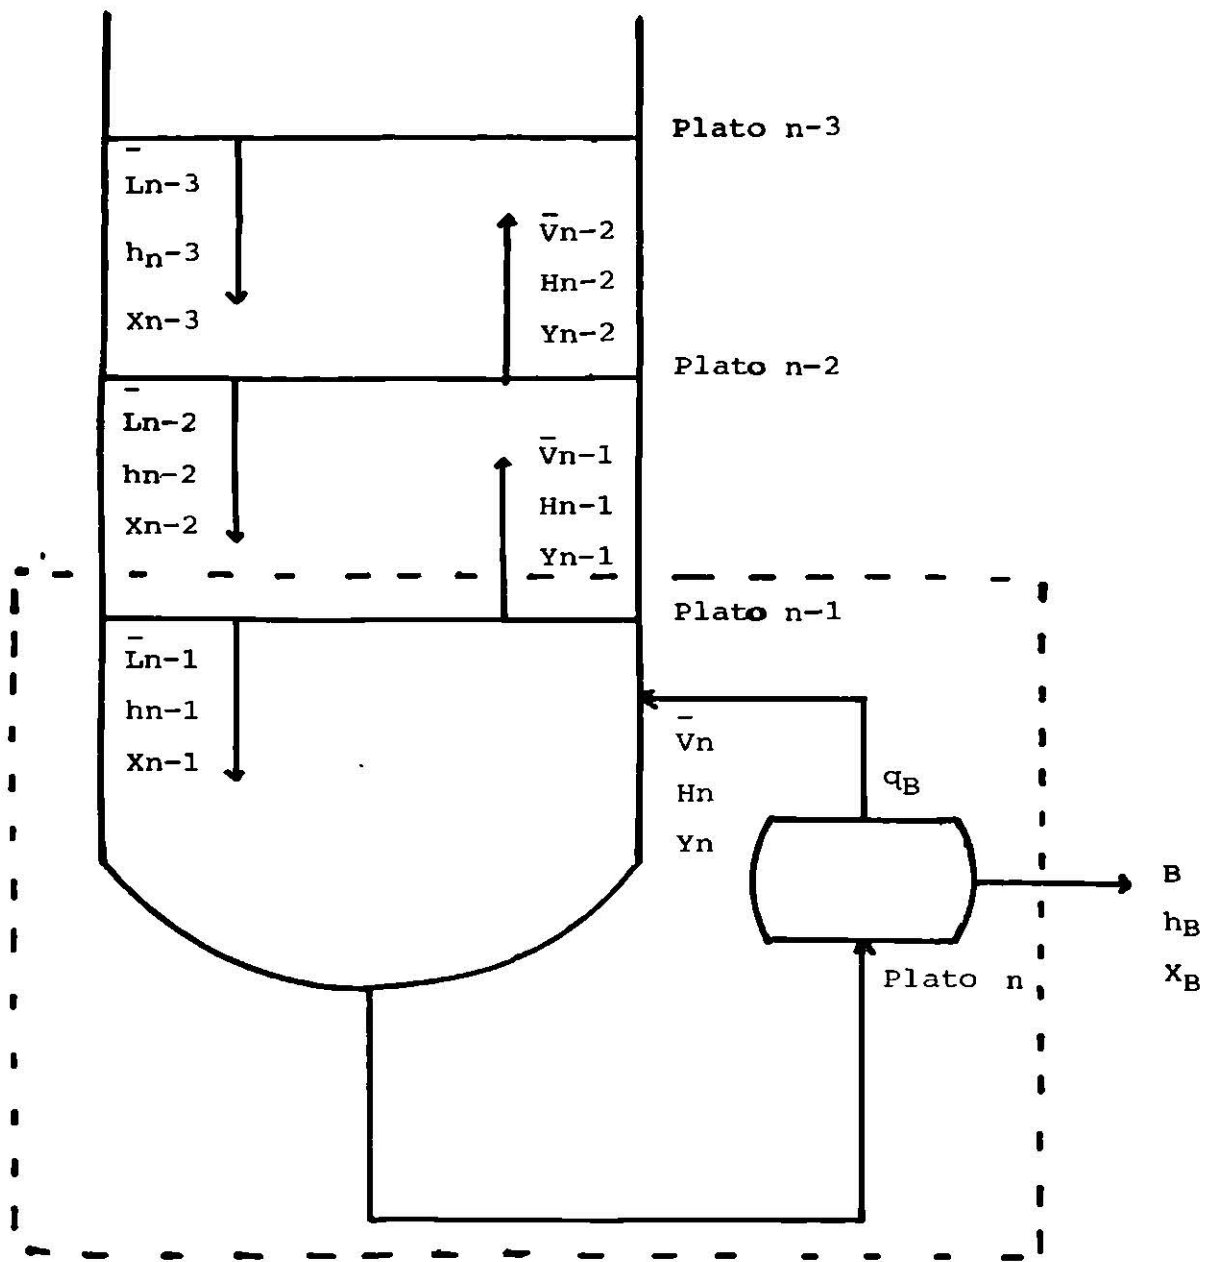 Plato n-3
L̄n-3
hn-3
Xn-3
V̄n-2
Hn-2
Yn-2
Plato n-2
L̄n-2
hn-2
Xn-2
V̄n-1
Hn-1
Yn-1
Plato n-1
L̄n-1
hn-1
Xn-1
V̄n
Hn
Yn
qB
Plato n
B
hB
XB